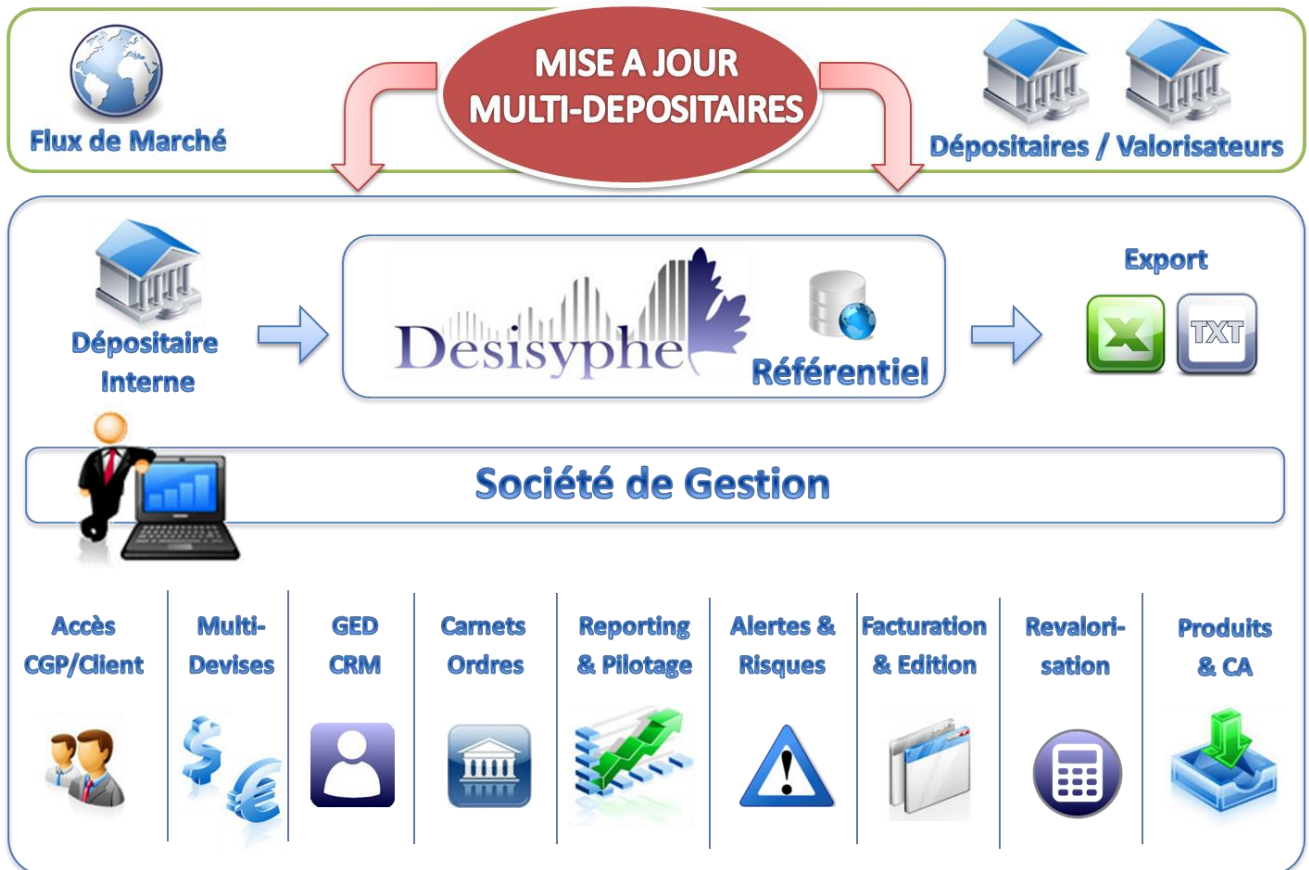 MISE A JOUR
MULTI-DEPOSITAIRES
Flux de Marché
Dépositaires / Valorisateurs
Dépositaire
Interne
Desisyphe
Référentiel
Export
X
TXT
Société de Gestion
Accès
CGP/Client
Multi-
Devises
GED
CRM
Carnets
Ordres
Reporting
& Pilotage
Alertes &
Risques
Facturation
& Edition
Revalori-
sation
Produits
& CA